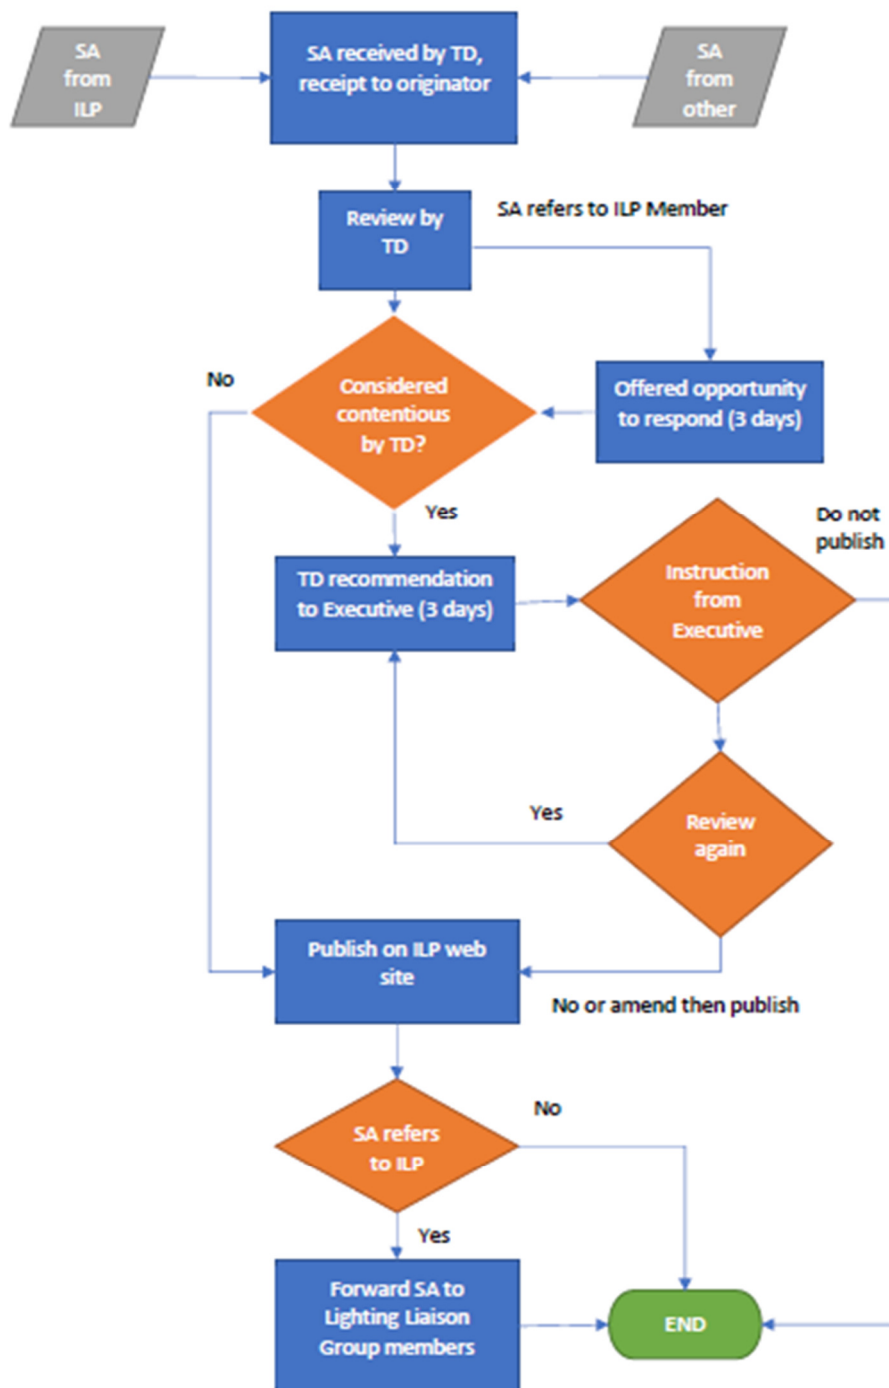 SA
from
ILP
SA received by TD,
receipt to originator
SA
from
other
Review by
TD
SA refers to ILP Member
No
Considered
contentious
by TD?
Offered opportunity
to respond (3 days)
Yes
Do not
publish
TD recommendation
to Executive (3 days)
Instruction
from
Executive
Yes
Review
again
Publish on ILP web
site
No or amend then publish
SA refers
to ILP
No
Yes
Forward SA to
Lighting Liaison
Group members
END